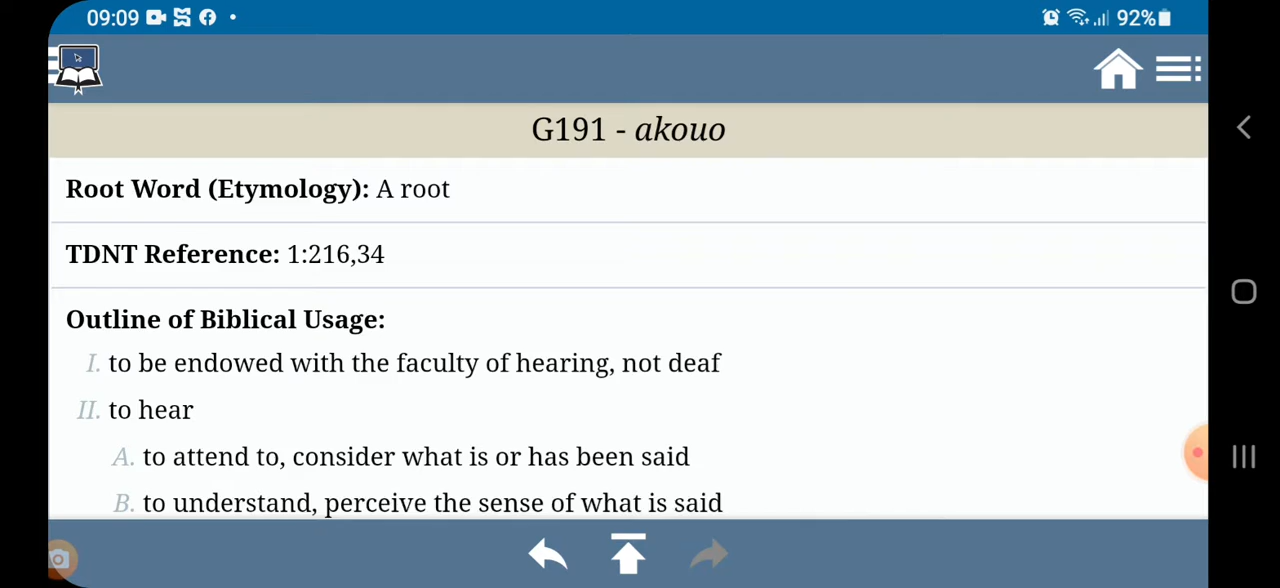 09:09
92%
G191 - akouo
Root Word (Etymology): A root
TDNT Reference: 1:216,34
Outline of Biblical Usage:
I. to be endowed with the faculty of hearing, not deaf
II. to hear
A. to attend to, consider what is or has been said
B. to understand, perceive the sense of what is said